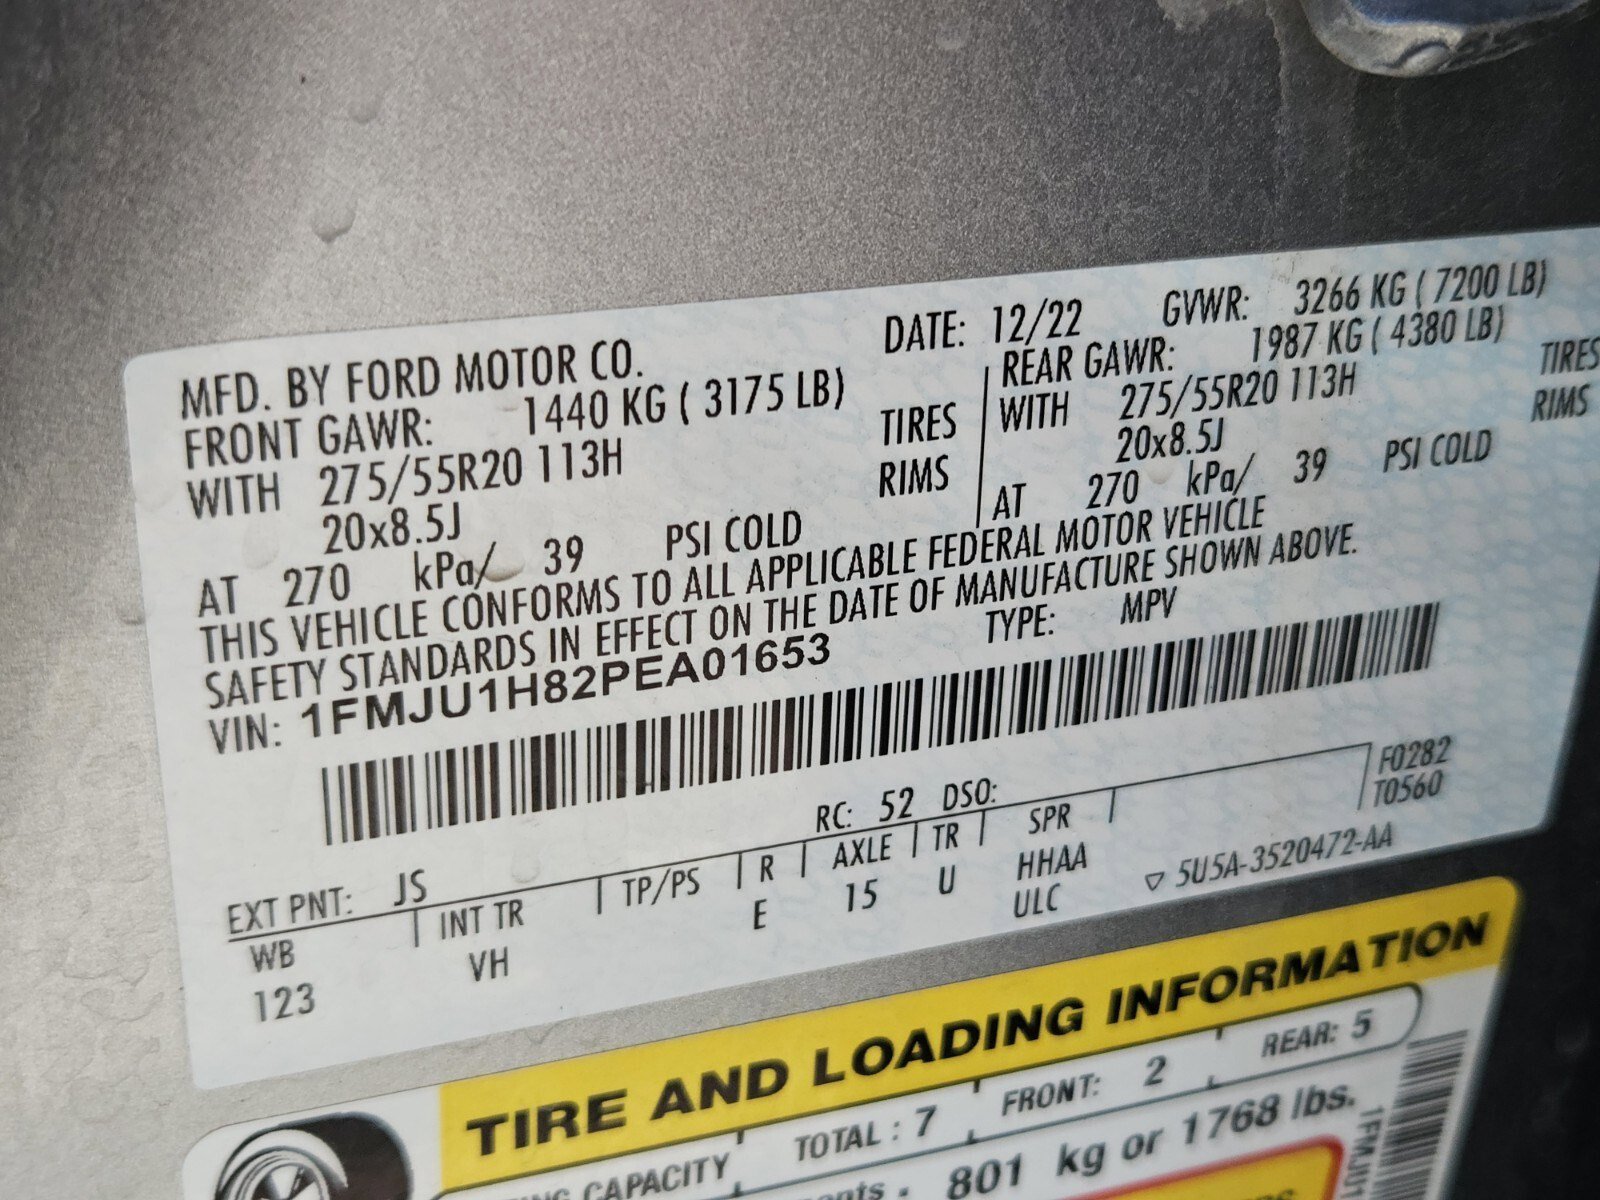 MFD. BY FORD MOTOR CO. DATE: 12/22 GVWR: 3266 KG ( 7200 LB)
FRONT GAWR: 1440 KG ( 3175 LB) REAR GAWR: 1987 KG ( 4380 LB)
WITH 275/55R20 113H TIRES WITH 275/55R20 113H TIRES
20x8.5J RIMS 20x8.5J RIMS
AT 270 kPa/ 39 PSI COLD AT 270 kPa/ 39 PSI COLD
THIS VEHICLE CONFORMS TO ALL APPLICABLE FEDERAL MOTOR VEHICLE
SAFETY STANDARDS IN EFFECT ON THE DATE OF MANUFACTURE SHOWN ABOVE.
VIN: 1FMJU1H82PEA01653 TYPE: MPV
F0282
T0560
EXT PNT: JS RC: 52 DSO:
WB INT TR TP/PS R AXLE TR SPR
123 VH E 15 U HHAA
ULC
5U5A-3520472-AA
TIRE AND LOADING INFORMATION
CAPACITY TOTAL : 7 FRONT: 2 REAR: 5
801 kg or 1768 lbs.
1FMJU1